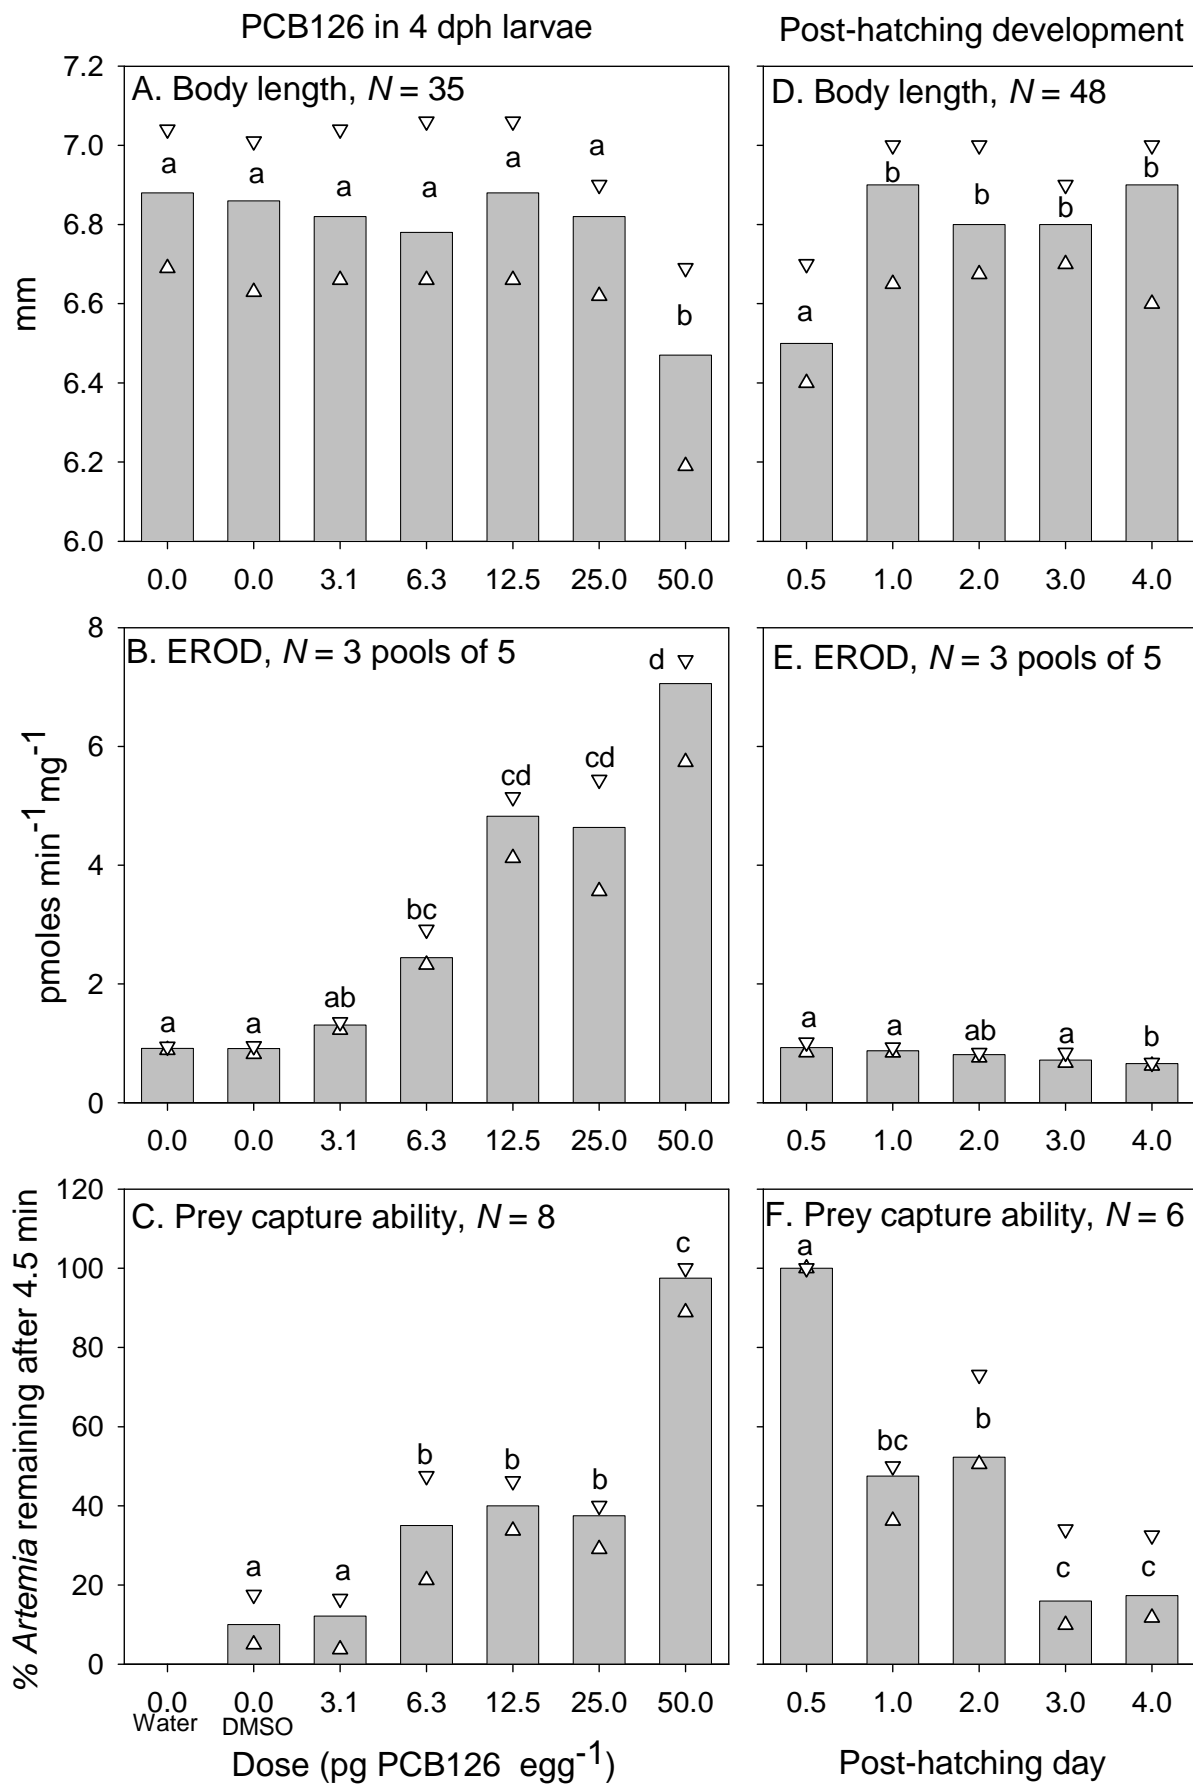 PCB126 in 4 dph larvae
Post-hatching development
A. Body length, N = 35
D. Body length, N = 48
mm
7.2
7.0
6.8
6.6
6.4
6.2
6.0
a a a a a a b
a b b b b
0.0 0.0 3.1 6.3 12.5 25.0 50.0
0.5 1.0 2.0 3.0 4.0
B. EROD, N = 3 pools of 5
E. EROD, N = 3 pools of 5
pmoles min-1mg-1
8
6
4
2
0
a a ab bc cd cd d
a a ab a b
0.0 0.0 3.1 6.3 12.5 25.0 50.0
0.5 1.0 2.0 3.0 4.0
C. Prey capture ability, N = 8
F. Prey capture ability, N = 6
% Artemia remaining after 4.5 min
120
100
80
60
40
20
0
a a b b b c
a bc b c c
0.0 0.0 3.1 6.3 12.5 25.0 50.0
Water DMSO
0.5 1.0 2.0 3.0 4.0
Dose (pg PCB126 egg-1)
Post-hatching day